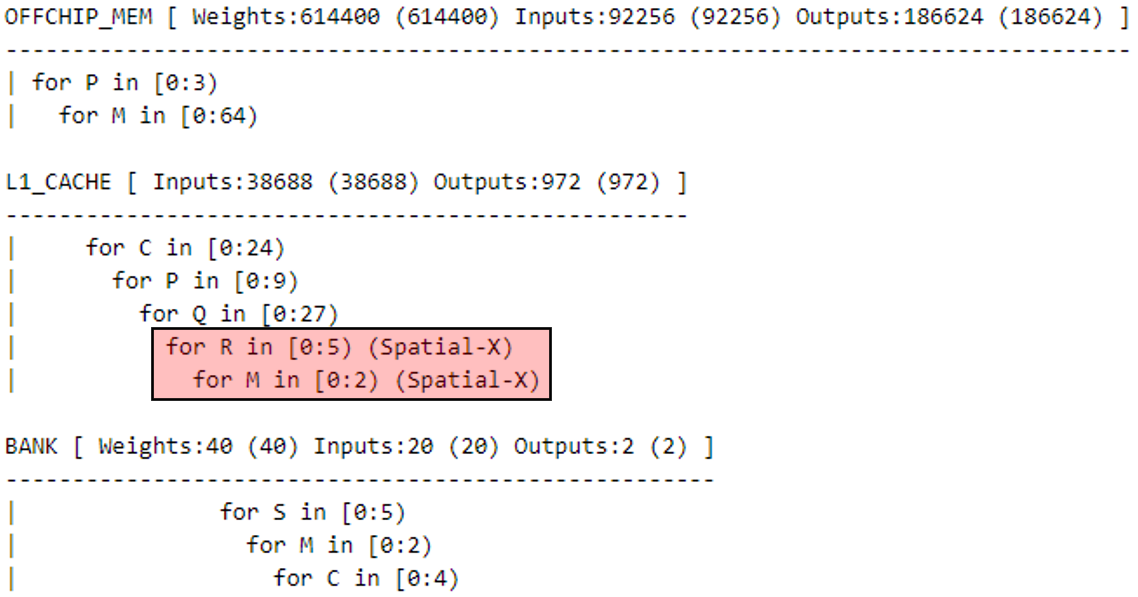 OFFCHIP_MEM [ Weights:614400 (614400) Inputs:92256 (92256) Outputs:186624 (186624) ]
-------------------------------------------------------------------------------------
| for P in [0:3)
|   for M in [0:64)
L1_CACHE [ Inputs:38688 (38688) Outputs:972 (972) ]
---------------------------------------------------
|     for C in [0:24)
|       for P in [0:9)
|         for Q in [0:27)
|           for R in [0:5) (Spatial-X)
|             for M in [0:2) (Spatial-X)
BANK [ Weights:40 (40) Inputs:20 (20) Outputs:2 (2) ]
-----------------------------------------------------
|               for S in [0:5)
|                 for M in [0:2)
|                   for C in [0:4)